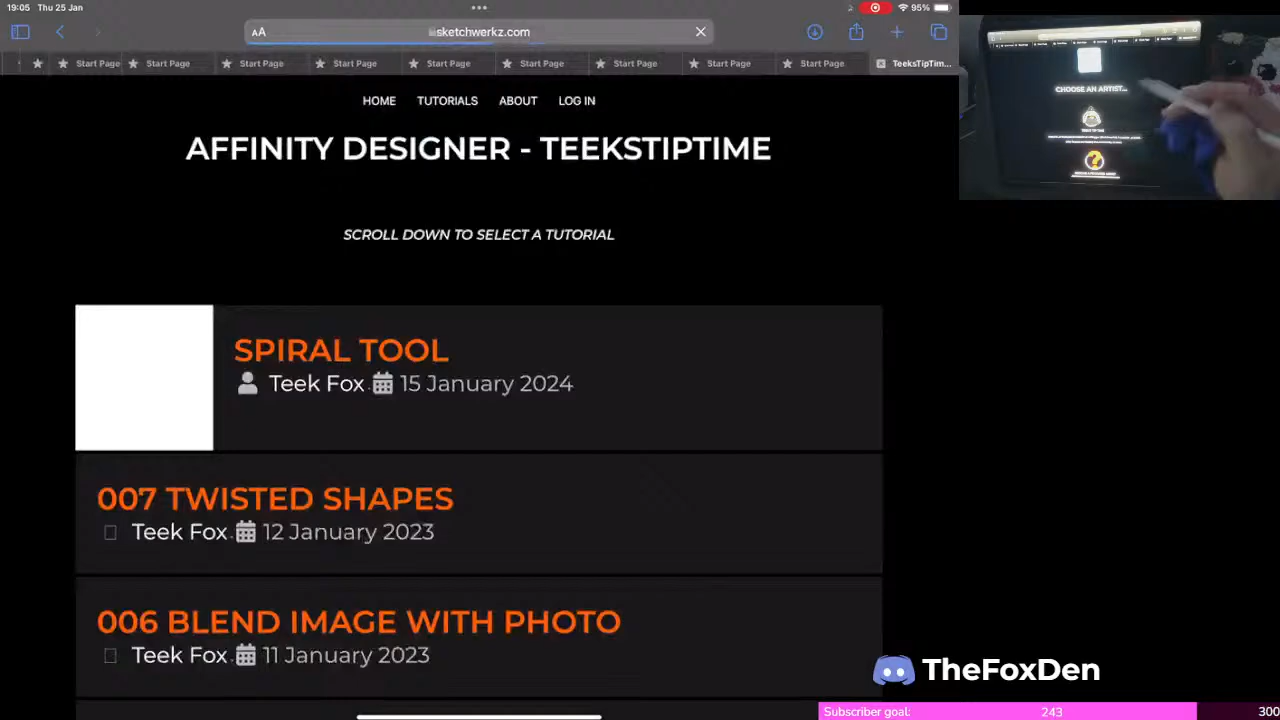 19:05 Thu 25 Jan
95%
AA sketchwerkz.com
Start Page Start Page Start Page Start Page Start Page Start Page Start Page Start Page Start Page TeeksTipTim...
HOME TUTORIALS ABOUT LOG IN
AFFINITY DESIGNER - TEEKSTIPTIME
SCROLL DOWN TO SELECT A TUTORIAL
SPIRAL TOOL
Teek Fox 15 January 2024
007 TWISTED SHAPES
Teek Fox 12 January 2023
006 BLEND IMAGE WITH PHOTO
Teek Fox 11 January 2023
CHOOSE AN ARTIST...
TheFoxDen
Subscriber goal: 243 300